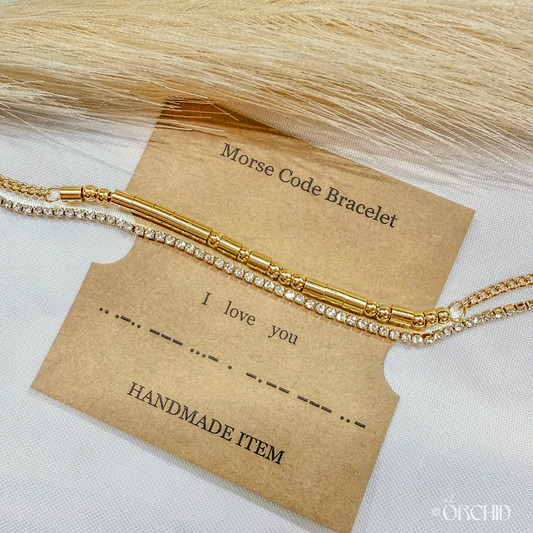 Morse Code Bracelet
I love you
.. .-.. --- ...- . -.-- --- ..-
HANDMADE ITEM
© ORCHID